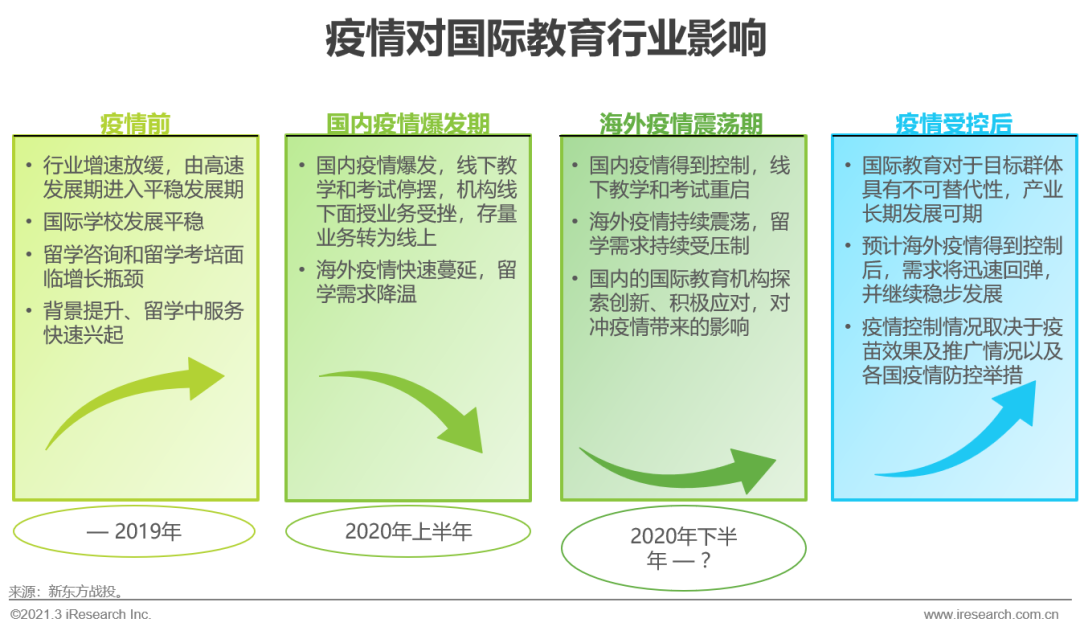 疫情对国际教育行业影响
疫情前
• 行业增速放缓，由高速
发展期进入平稳发展期
• 国际学校发展平稳
• 留学咨询和留学考培面
临增长瓶颈
• 背景提升、留学中服务
快速兴起
— 2019年
国内疫情爆发期
• 国内疫情爆发，线下教
学和考试停摆，机构线
下面授业务受挫，存量
业务转为线上
• 海外疫情快速蔓延，留
学需求降温
2020年上半年
海外疫情震荡期
• 国内疫情得到控制，线
下教学和考试重启
• 海外疫情持续震荡，留
学需求持续受压制
• 国内的国际教育机构探
索创新、积极应对，对
冲疫情带来的影响
2020年下半
年 — ？
疫情受控后
• 国际教育对于目标群体
具有不可替代性，产业
长期发展可期
• 预计海外疫情得到控制
后，需求将迅速回弹，
并继续稳步发展
• 疫情控制情况取决于疫
苗效果及推广情况以及
各国疫情防控举措
来源：新东方战投。
©2021.3 iResearch Inc.
www.iresearch.com.cn